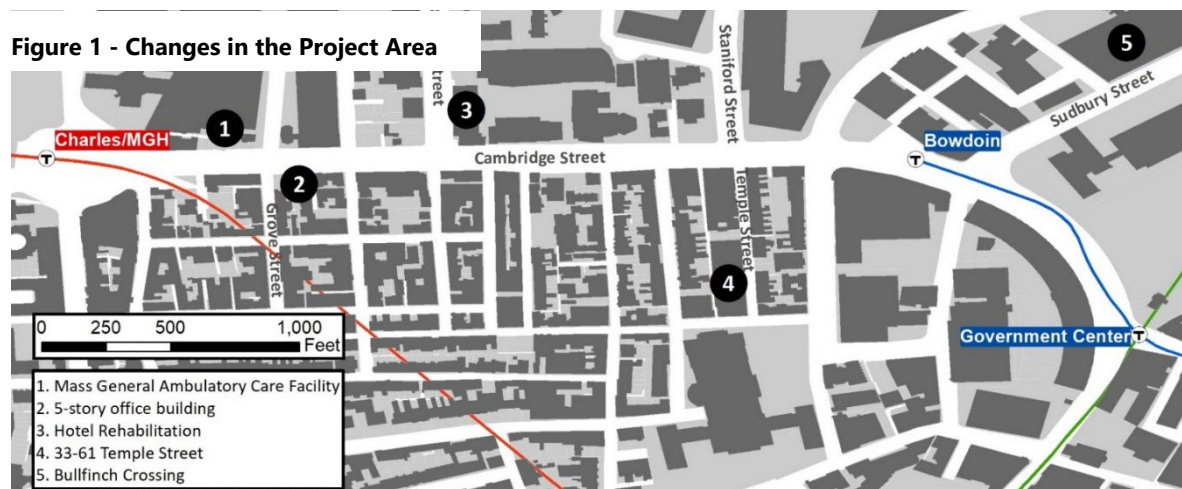 Figure 1 - Changes in the Project Area
Street
Staniford Street
5
Sudbury Street
3
1
Charles/MGH
T
Cambridge Street
Bowdoin
T
2
Grove Street
Temple Street
4
0 250 500 1,000
Feet
Government Center
T
1. Mass General Ambulatory Care Facility
2. 5-story office building
3. Hotel Rehabilitation
4. 33-61 Temple Street
5. Bullfinch Crossing